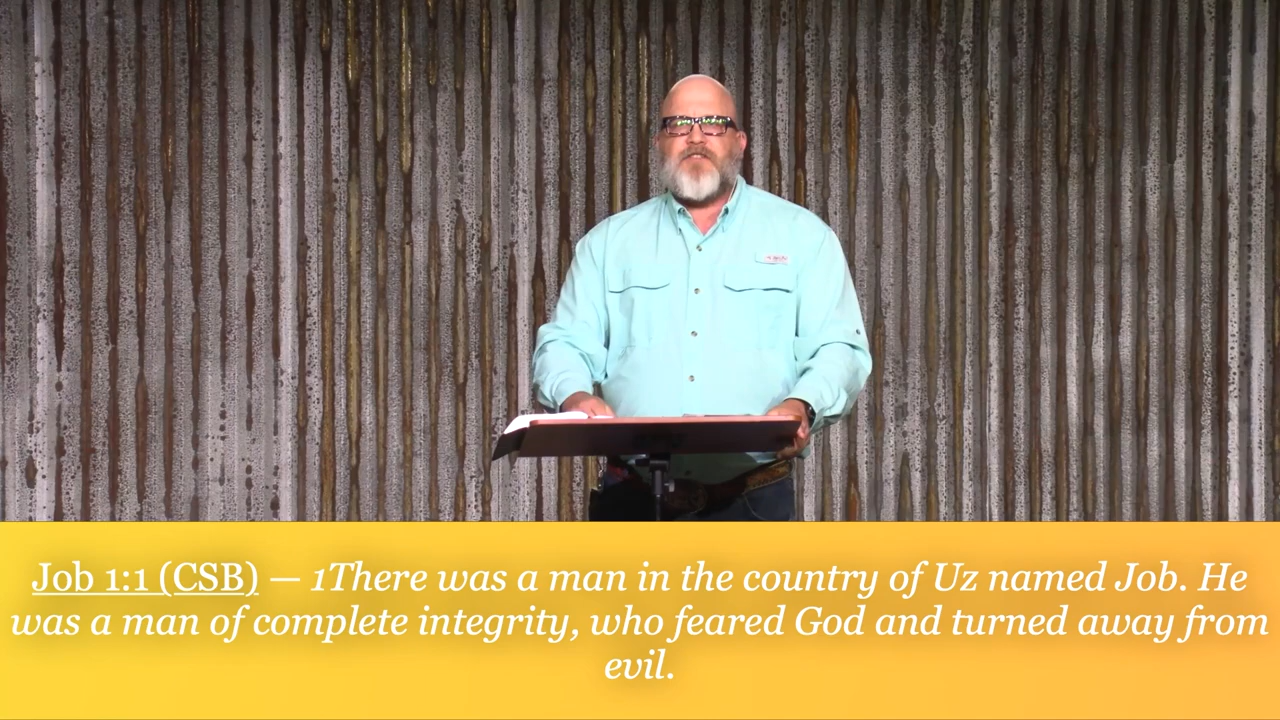 Job 1:1 (CSB) — 1There was a man in the country of Uz named Job. He
was a man of complete integrity, who feared God and turned away from
evil.